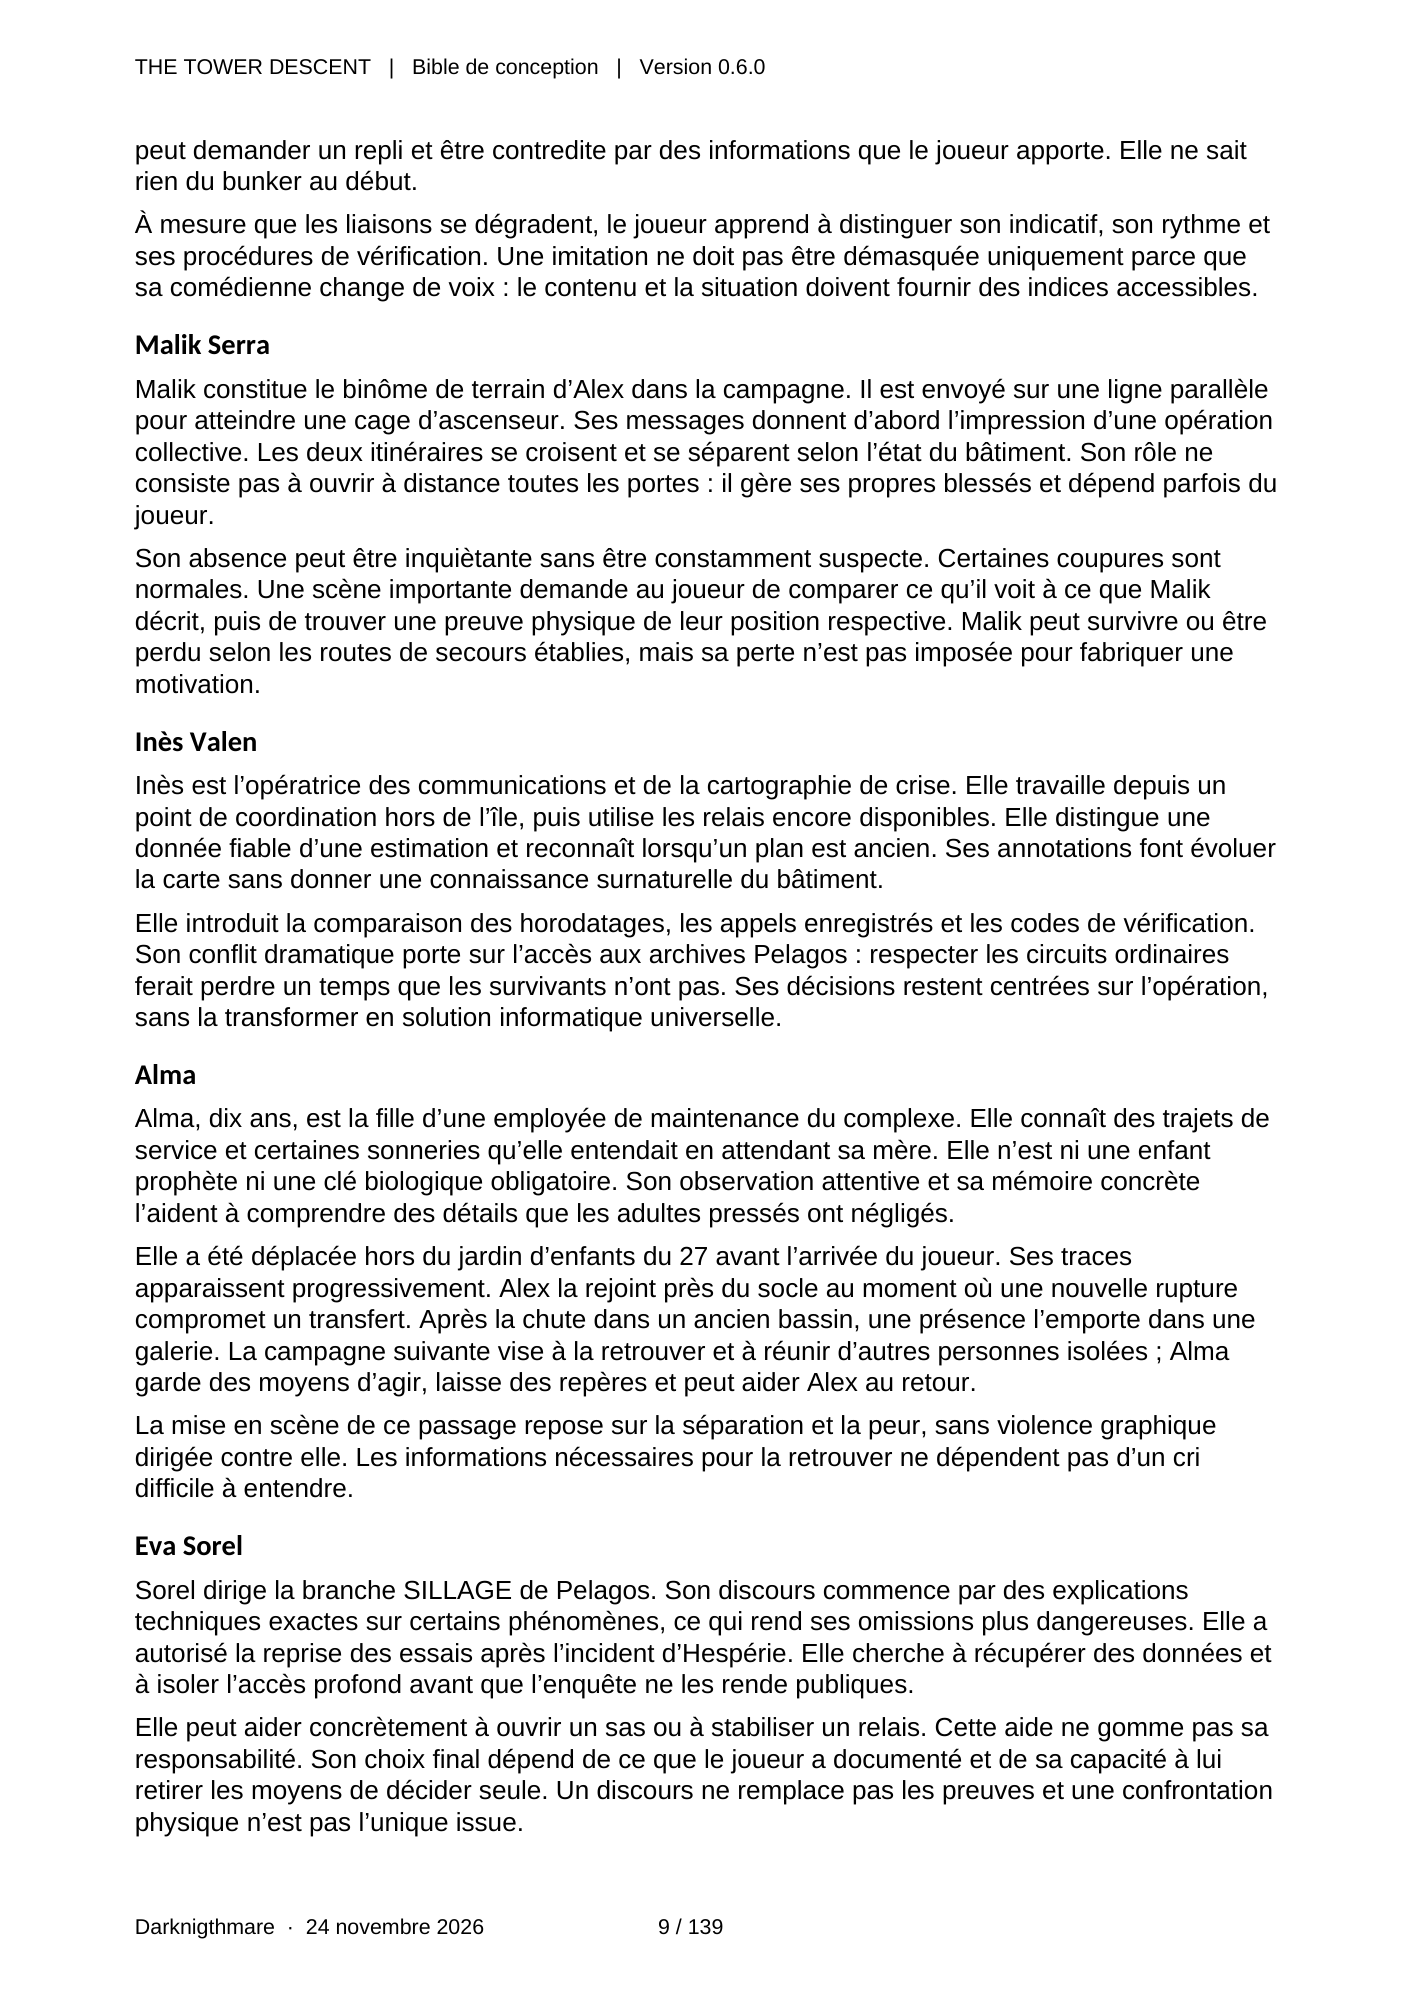 THE TOWER DESCENT | Bible de conception | Version 0.6.0
peut demander un repli et être contredite par des informations que le joueur apporte. Elle ne sait
rien du bunker au début.
À mesure que les liaisons se dégradent, le joueur apprend à distinguer son indicatif, son rythme et
ses procédures de vérification. Une imitation ne doit pas être démasquée uniquement parce que
sa comédienne change de voix : le contenu et la situation doivent fournir des indices accessibles.
Malik Serra
Malik constitue le binôme de terrain d’Alex dans la campagne. Il est envoyé sur une ligne parallèle
pour atteindre une cage d’ascenseur. Ses messages donnent d’abord l’impression d’une opération
collective. Les deux itinéraires se croisent et se séparent selon l’état du bâtiment. Son rôle ne
consiste pas à ouvrir à distance toutes les portes : il gère ses propres blessés et dépend parfois du
joueur.
Son absence peut être inquiètante sans être constamment suspecte. Certaines coupures sont
normales. Une scène importante demande au joueur de comparer ce qu’il voit à ce que Malik
décrit, puis de trouver une preuve physique de leur position respective. Malik peut survivre ou être
perdu selon les routes de secours établies, mais sa perte n’est pas imposée pour fabriquer une
motivation.
Inès Valen
Inès est l’opératrice des communications et de la cartographie de crise. Elle travaille depuis un
point de coordination hors de l’île, puis utilise les relais encore disponibles. Elle distingue une
donnée fiable d’une estimation et reconnaît lorsqu’un plan est ancien. Ses annotations font évoluer
la carte sans donner une connaissance surnaturelle du bâtiment.
Elle introduit la comparaison des horodatages, les appels enregistrés et les codes de vérification.
Son conflit dramatique porte sur l’accès aux archives Pelagos : respecter les circuits ordinaires
ferait perdre un temps que les survivants n’ont pas. Ses décisions restent centrées sur l’opération,
sans la transformer en solution informatique universelle.
Alma
Alma, dix ans, est la fille d’une employée de maintenance du complexe. Elle connaît des trajets de
service et certaines sonneries qu’elle entendait en attendant sa mère. Elle n’est ni une enfant
prophète ni une clé biologique obligatoire. Son observation attentive et sa mémoire concrète
l’aident à comprendre des détails que les adultes pressés ont négligés.
Elle a été déplacée hors du jardin d’enfants du 27 avant l’arrivée du joueur. Ses traces
apparaissent progressivement. Alex la rejoint près du socle au moment où une nouvelle rupture
compromet un transfert. Après la chute dans un ancien bassin, une présence l’emporte dans une
galerie. La campagne suivante vise à la retrouver et à réunir d’autres personnes isolées ; Alma
garde des moyens d’agir, laisse des repères et peut aider Alex au retour.
La mise en scène de ce passage repose sur la séparation et la peur, sans violence graphique
dirigée contre elle. Les informations nécessaires pour la retrouver ne dépendent pas d’un cri
difficile à entendre.
Eva Sorel
Sorel dirige la branche SILLAGE de Pelagos. Son discours commence par des explications
techniques exactes sur certains phénomènes, ce qui rend ses omissions plus dangereuses. Elle a
autorisé la reprise des essais après l’incident d’Hespérie. Elle cherche à récupérer des données et
à isoler l’accès profond avant que l’enquête ne les rende publiques.
Elle peut aider concrètement à ouvrir un sas ou à stabiliser un relais. Cette aide ne gomme pas sa
responsabilité. Son choix final dépend de ce que le joueur a documenté et de sa capacité à lui
retirer les moyens de décider seule. Un discours ne remplace pas les preuves et une confrontation
physique n’est pas l’unique issue.
Darknigthmare · 24 novembre 2026 9 / 139